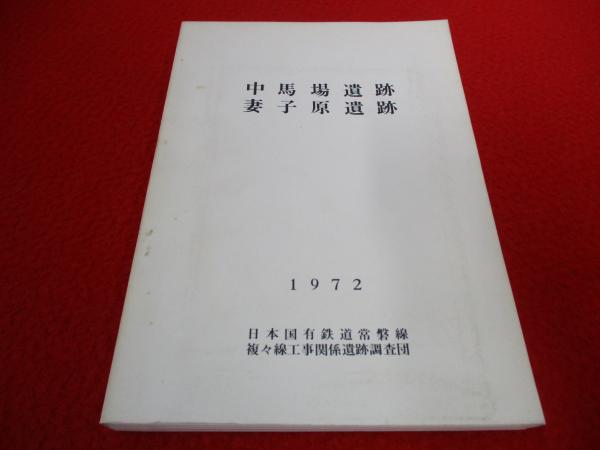 中馬場遺跡
妻子原遺跡
1972
日本国有鉄道常磐線
複々線工事関係遺跡調査団